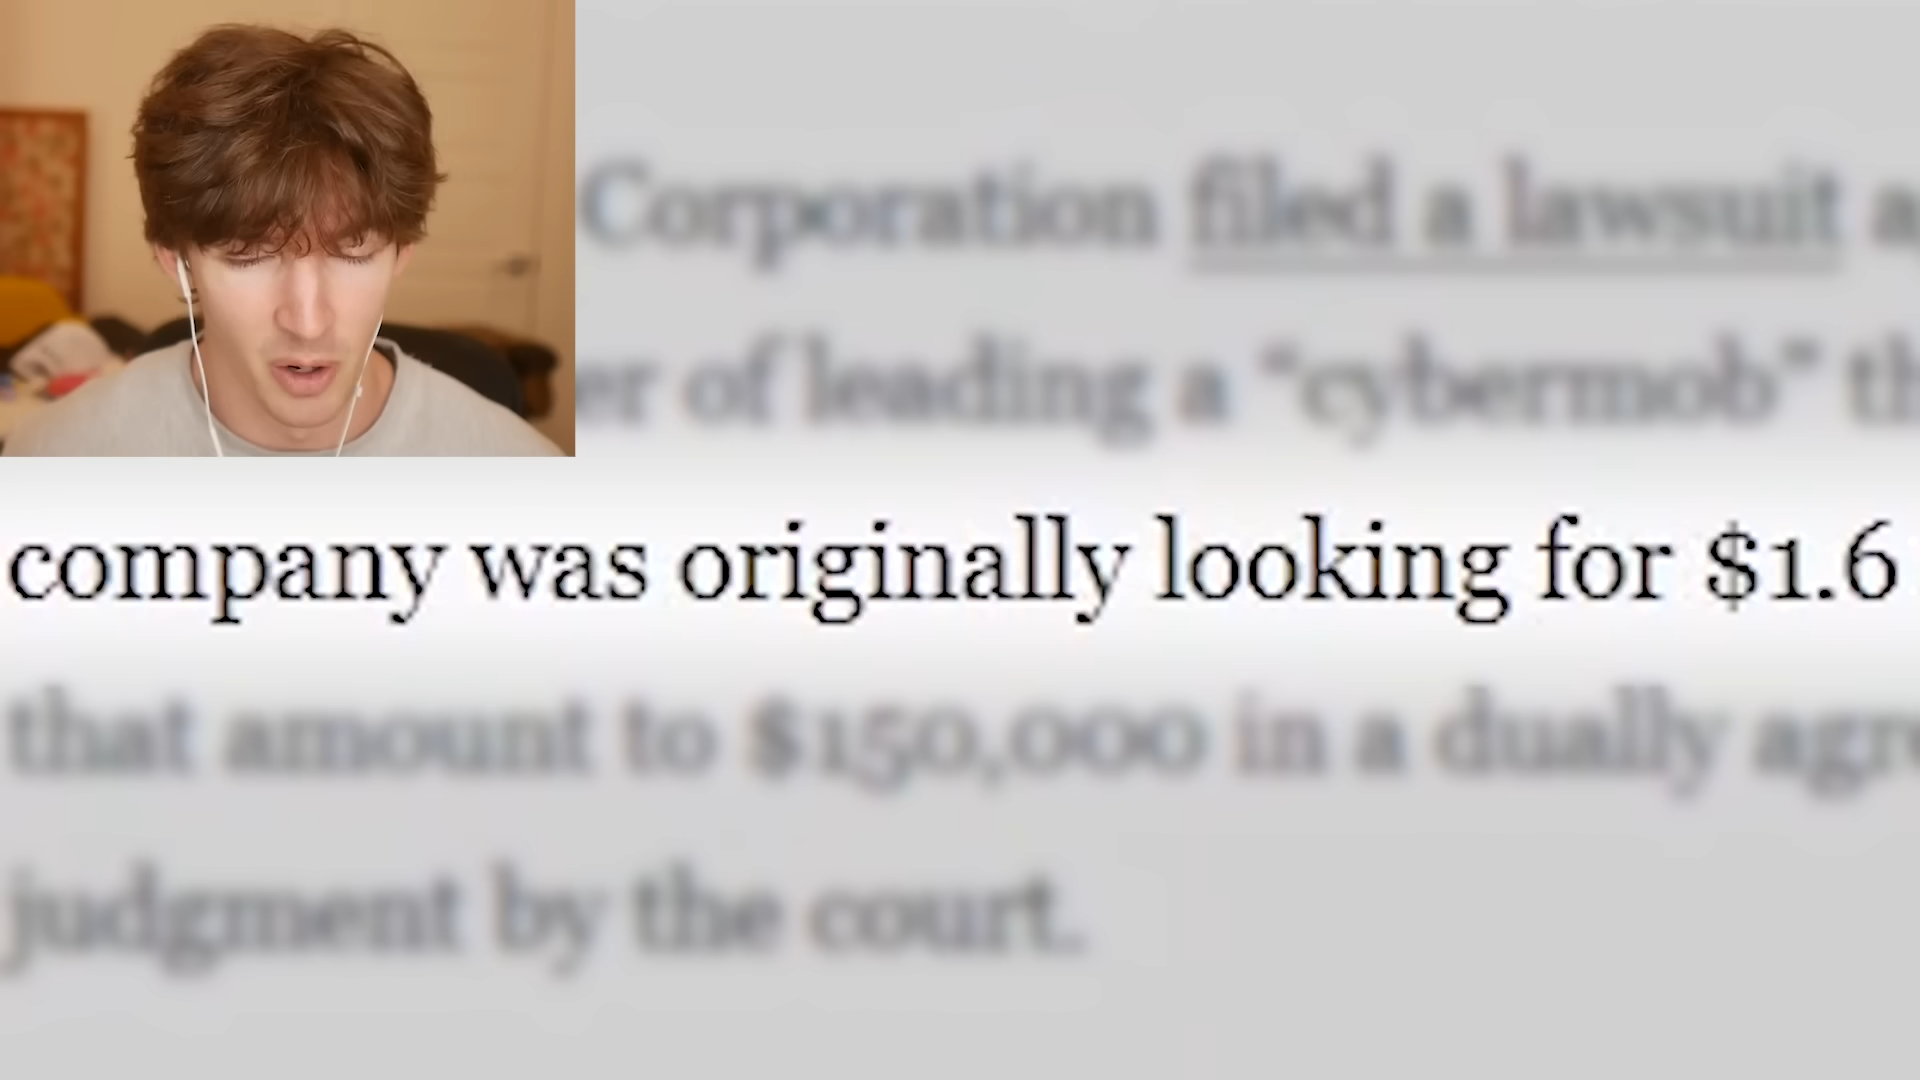 Corporation filed a lawsuit
er of leading a “cybermob” th
company was originally looking for $1.6
that amount to $150,000 in a dually agre
judgment by the court.